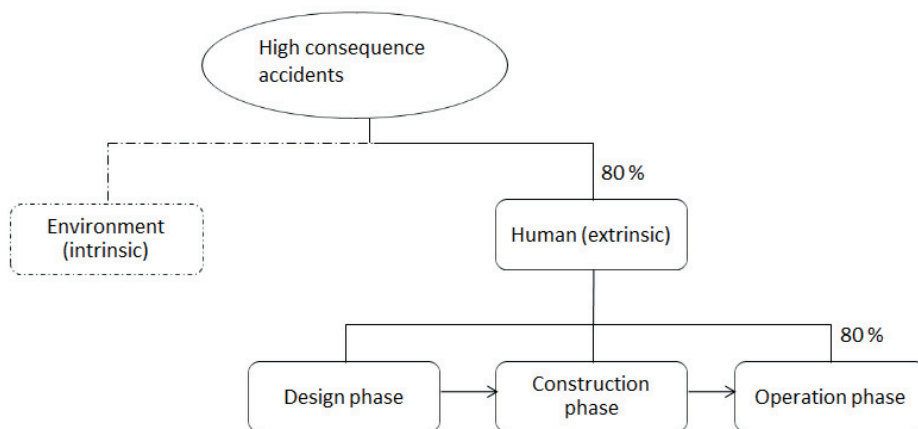 High consequence
accidents
80 %
Environment
(intrinsic)
Human (extrinsic)
80 %
Design phase
Construction
phase
Operation phase